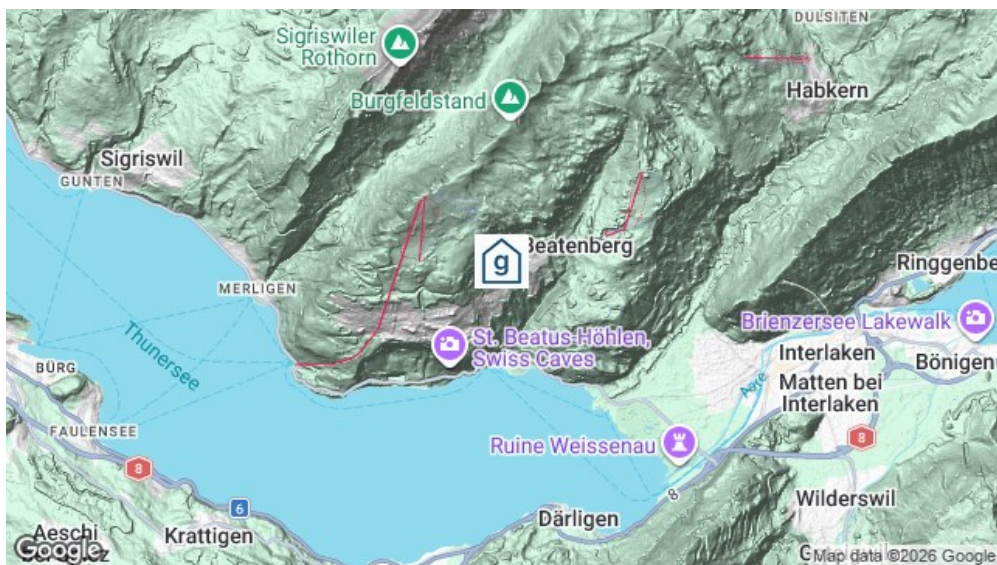 DULSITEN
Sigriswiler
Rothorn
Habkern
Burgfeldstand
Sigriswil
GUNTEN
g
Beatenberg
Ringgenbe
MERLIGEN
Brienzersee Lakewalk
Thunersee
St. Beatus-Höhlen,
Swiss Caves
Interlaken
Bönigen
BÜRG
Aare
Matten bei
Interlaken
FAULENSEE
Ruine Weissenau
8
8
8
Wilderswil
6
Därligen
Aeschi
Krattigen
Google
Map data ©2026 Google